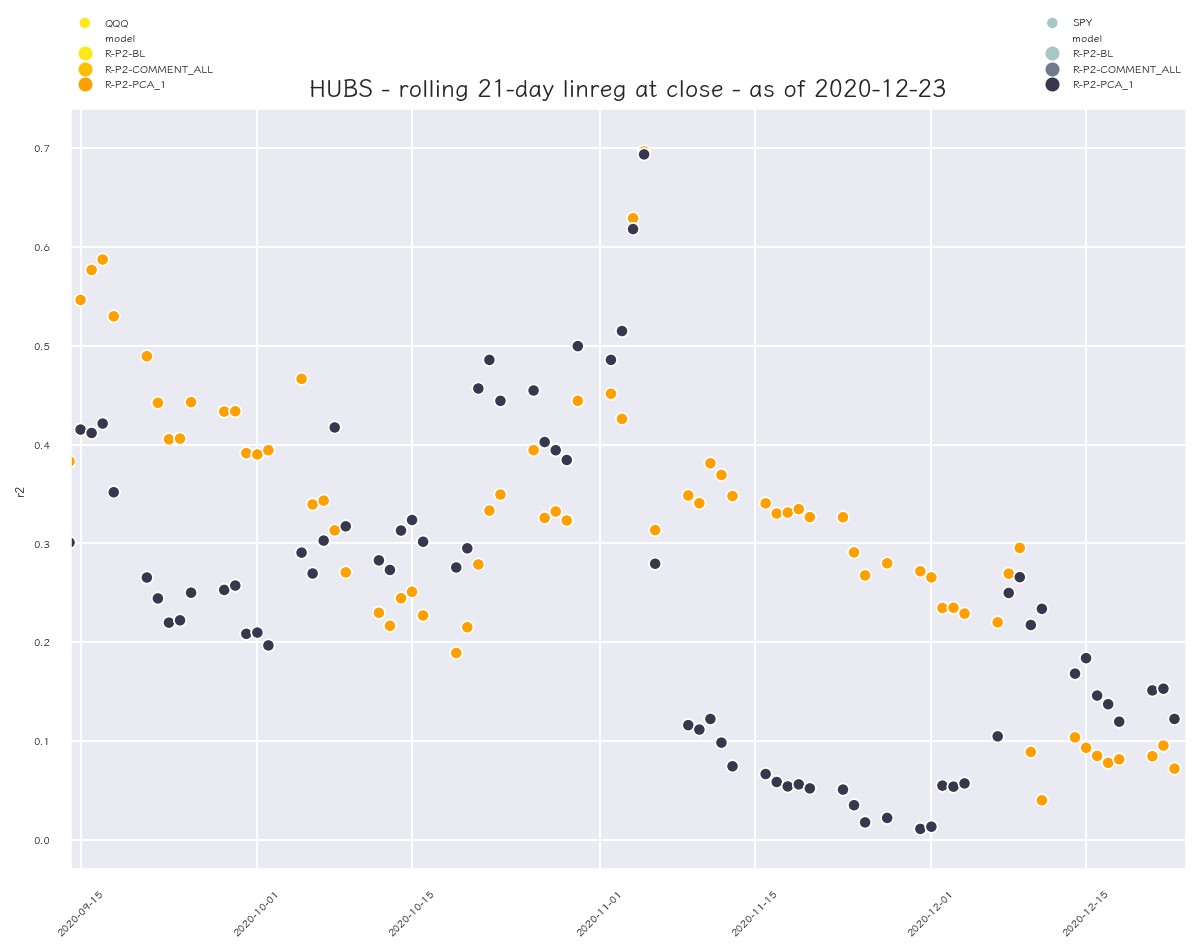 QQQ
model
R-P2-BL
R-P2-COMMENT_ALL
R-P2-PCA_1
SPY
model
R-P2-BL
R-P2-COMMENT_ALL
R-P2-PCA_1
HUBS - rolling 21-day linreg at close - as of 2020-12-23
0.7
0.6
0.5
0.4
0.3
0.2
0.1
0.0
r2
2020-09-15
2020-10-01
2020-10-15
2020-11-01
2020-11-15
2020-12-01
2020-12-15